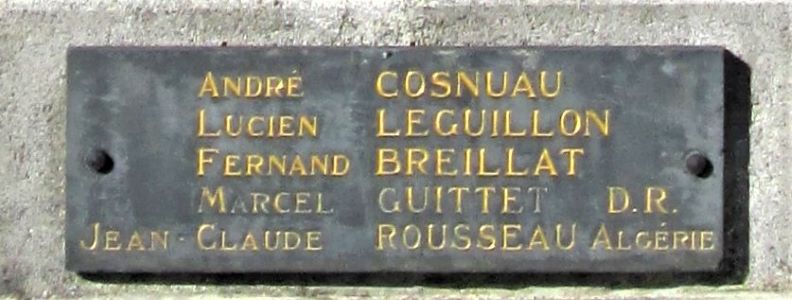 ANDRÉ COSNUAU
LUCIEN LEGUILLON
FERNAND BREILLAT
MARCEL GUITTET D.R.
JEAN-CLAUDE ROUSSEAU ALGÉRIE